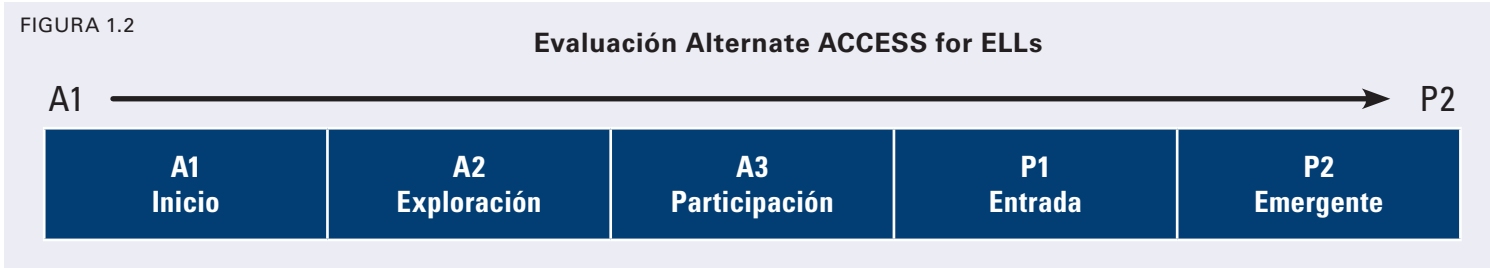 FIGURA 1.2
Evaluación Alternate ACCESS for ELLs
A1 P2
A1 A2 A3 P1 P2
Inicio Exploración Participación Entrada Emergente